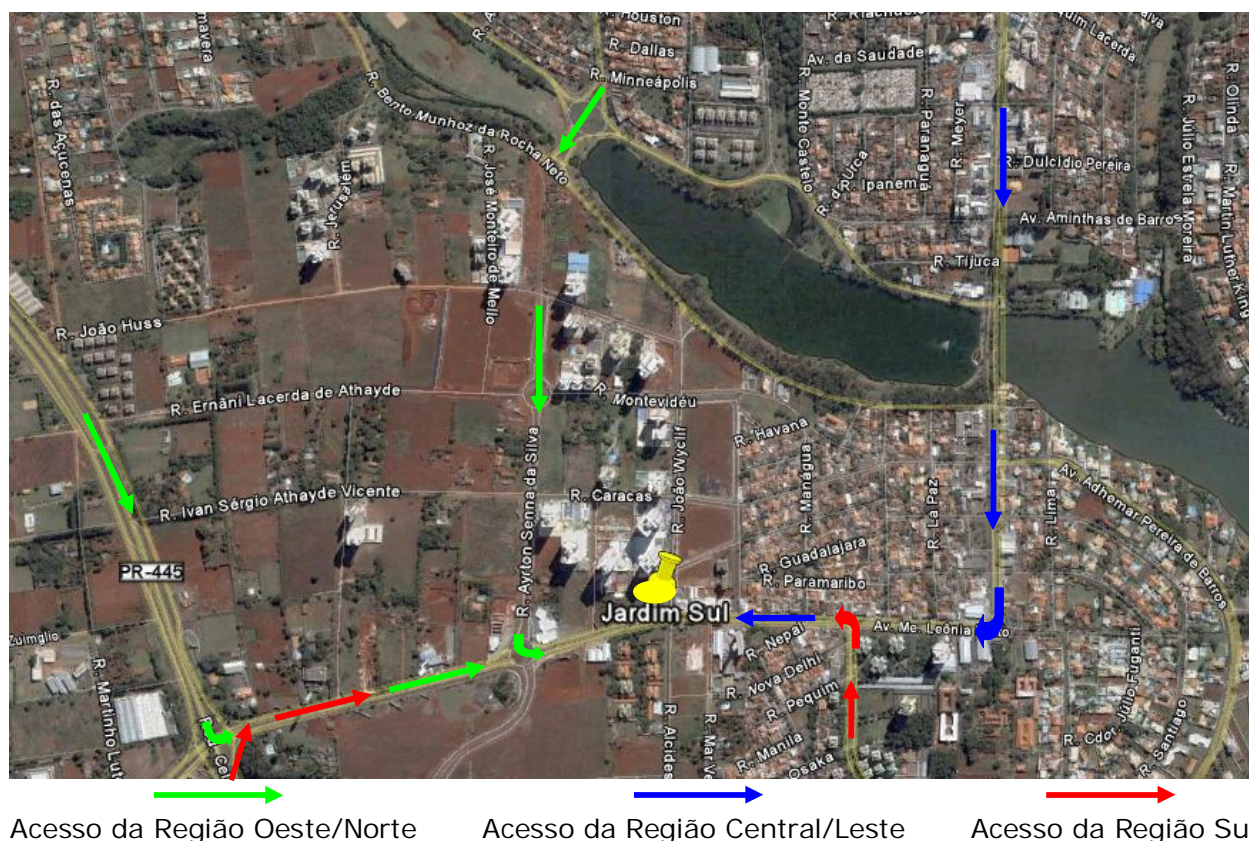 R. Houston
R. Dallas
R. Minneápolis
Av. da Saudade
R. das Açucenas
R. Bento Munhoz da Rocha Neto
R. Jerusalém
R. José Monteiro de Mello
R. Monte Castelo
R. Paranaguá
R. Meyer
R. Dulcídio Pereira
R. Ipanem
R. da Urca
Av. Aminthas de Barros
R. Tijuca
R. Olinda
R. Júlio Estrela Moreira
R. Martin Luther King
R. João Huss
R. Ernâni Lacerda de Athayde
R. Montevidéu
R. Havana
R. Ivan Sérgio Athayde Vicente
R. Ayrton Senna da Silva
R. Caracas
R. João Wyclif
R. Manágua
R. La Paz
R. Lima
Av. Adhemar Pereira de Barros
PR-445
R. Guadalajara
R. Paramaribo
Jardim Sul
Av. Me. Leônia
R. Nepal
R. Nova Delhi
R. Pequim
R. Manila
Osaka
R. Alcides
R. Cdor. Júlio Fuganti
R. Santiago
Zuimglio
R. Martinho Lut
Acesso da Região Oeste/Norte
Acesso da Região Central/Leste
Acesso da Região Su